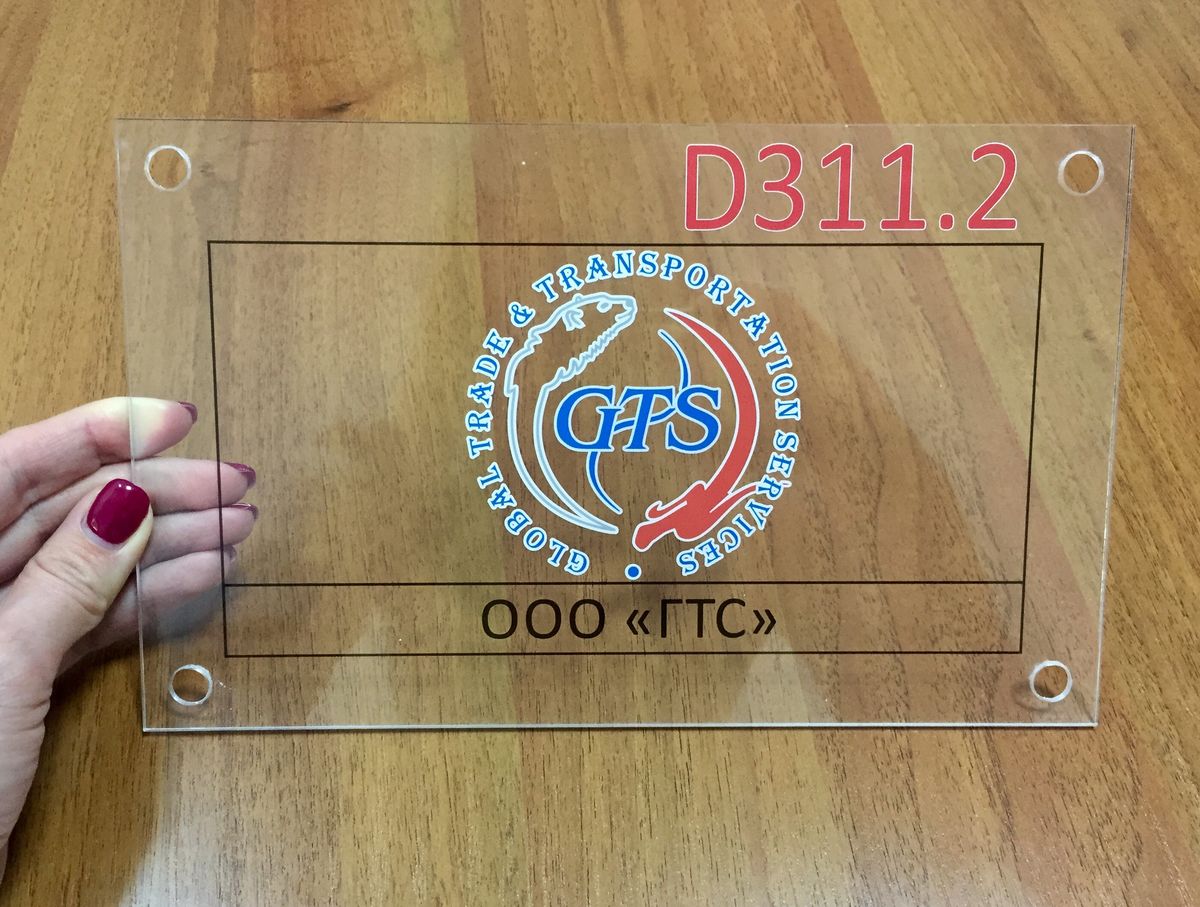 D311.2
GLOBAL TRADE & TRANSPORTATION SERVICES
GTS
ООО «ГТС»